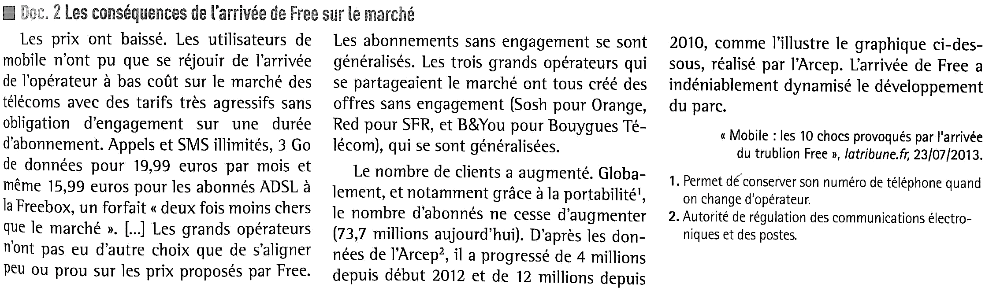 Doc. 2 Les conséquences de l'arrivée de Free sur le marché
Les prix ont baissé. Les utilisateurs de
mobile n'ont pu que se réjouir de l'arrivée
de l'opérateur à bas coût sur le marché des
télécoms avec des tarifs très agressifs sans
obligation d'engagement sur une durée
d'abonnement. Appels et SMS illimités, 3 Go
de données pour 19,99 euros par mois et
même 15,99 euros pour les abonnés ADSL à
la Freebox, un forfait « deux fois moins chers
que le marché ». [...] Les grands opérateurs
n'ont pas eu d'autre choix que de s'aligner
peu ou prou sur les prix proposés par Free.
Les abonnements sans engagement se sont
généralisés. Les trois grands opérateurs qui
se partageaient le marché ont tous créé des
offres sans engagement (Sosh pour Orange,
Red pour SFR, et B&You pour Bouygues Té-
lécom), qui se sont généralisées.
Le nombre de clients a augmenté. Globa-
lement, et notamment grâce à la portabilité¹,
le nombre d'abonnés ne cesse d'augmenter
(73,7 millions aujourd'hui). D'après les don-
nées de l'Arcep², il a progressé de 4 millions
depuis début 2012 et de 12 millions depuis
2010, comme l'illustre le graphique ci-des-
sous, réalisé par l'Arcep. L'arrivée de Free a
indéniablement dynamisé le développement
du parc.
« Mobile : les 10 chocs provoqués par l'arrivée
du trublion Free », latribune.fr, 23/07/2013.
1. Permet de conserver son numéro de téléphone quand
on change d'opérateur.
2. Autorité de régulation des communications électro-
niques et des postes.